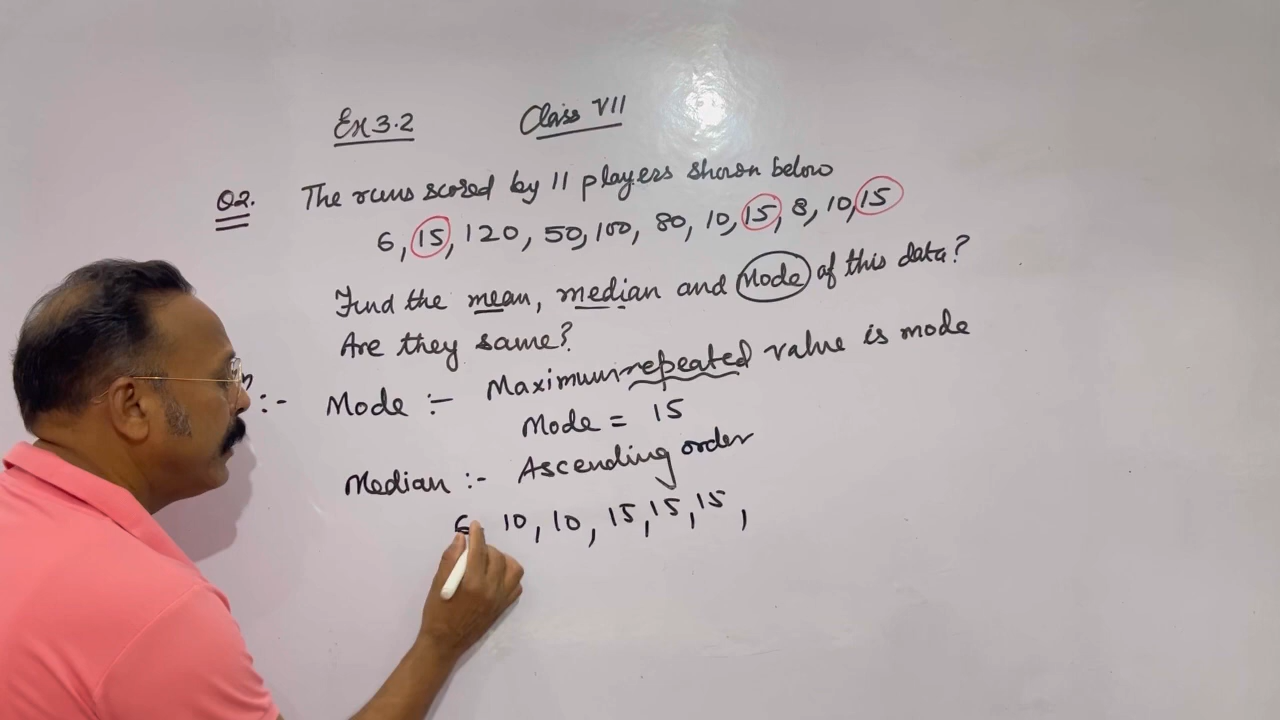 Ex 3.2 Class VII
Q2. The runs scored by 11 players shown below
6, 15, 120, 50, 100, 80, 10, 15, 8, 10, 15
Find the mean, median and Mode of this data?
Are they same?
:- Mode :- Maximum repeated value is mode
Mode = 15
Median :- Ascending order
6, 10, 10, 15, 15, 15,